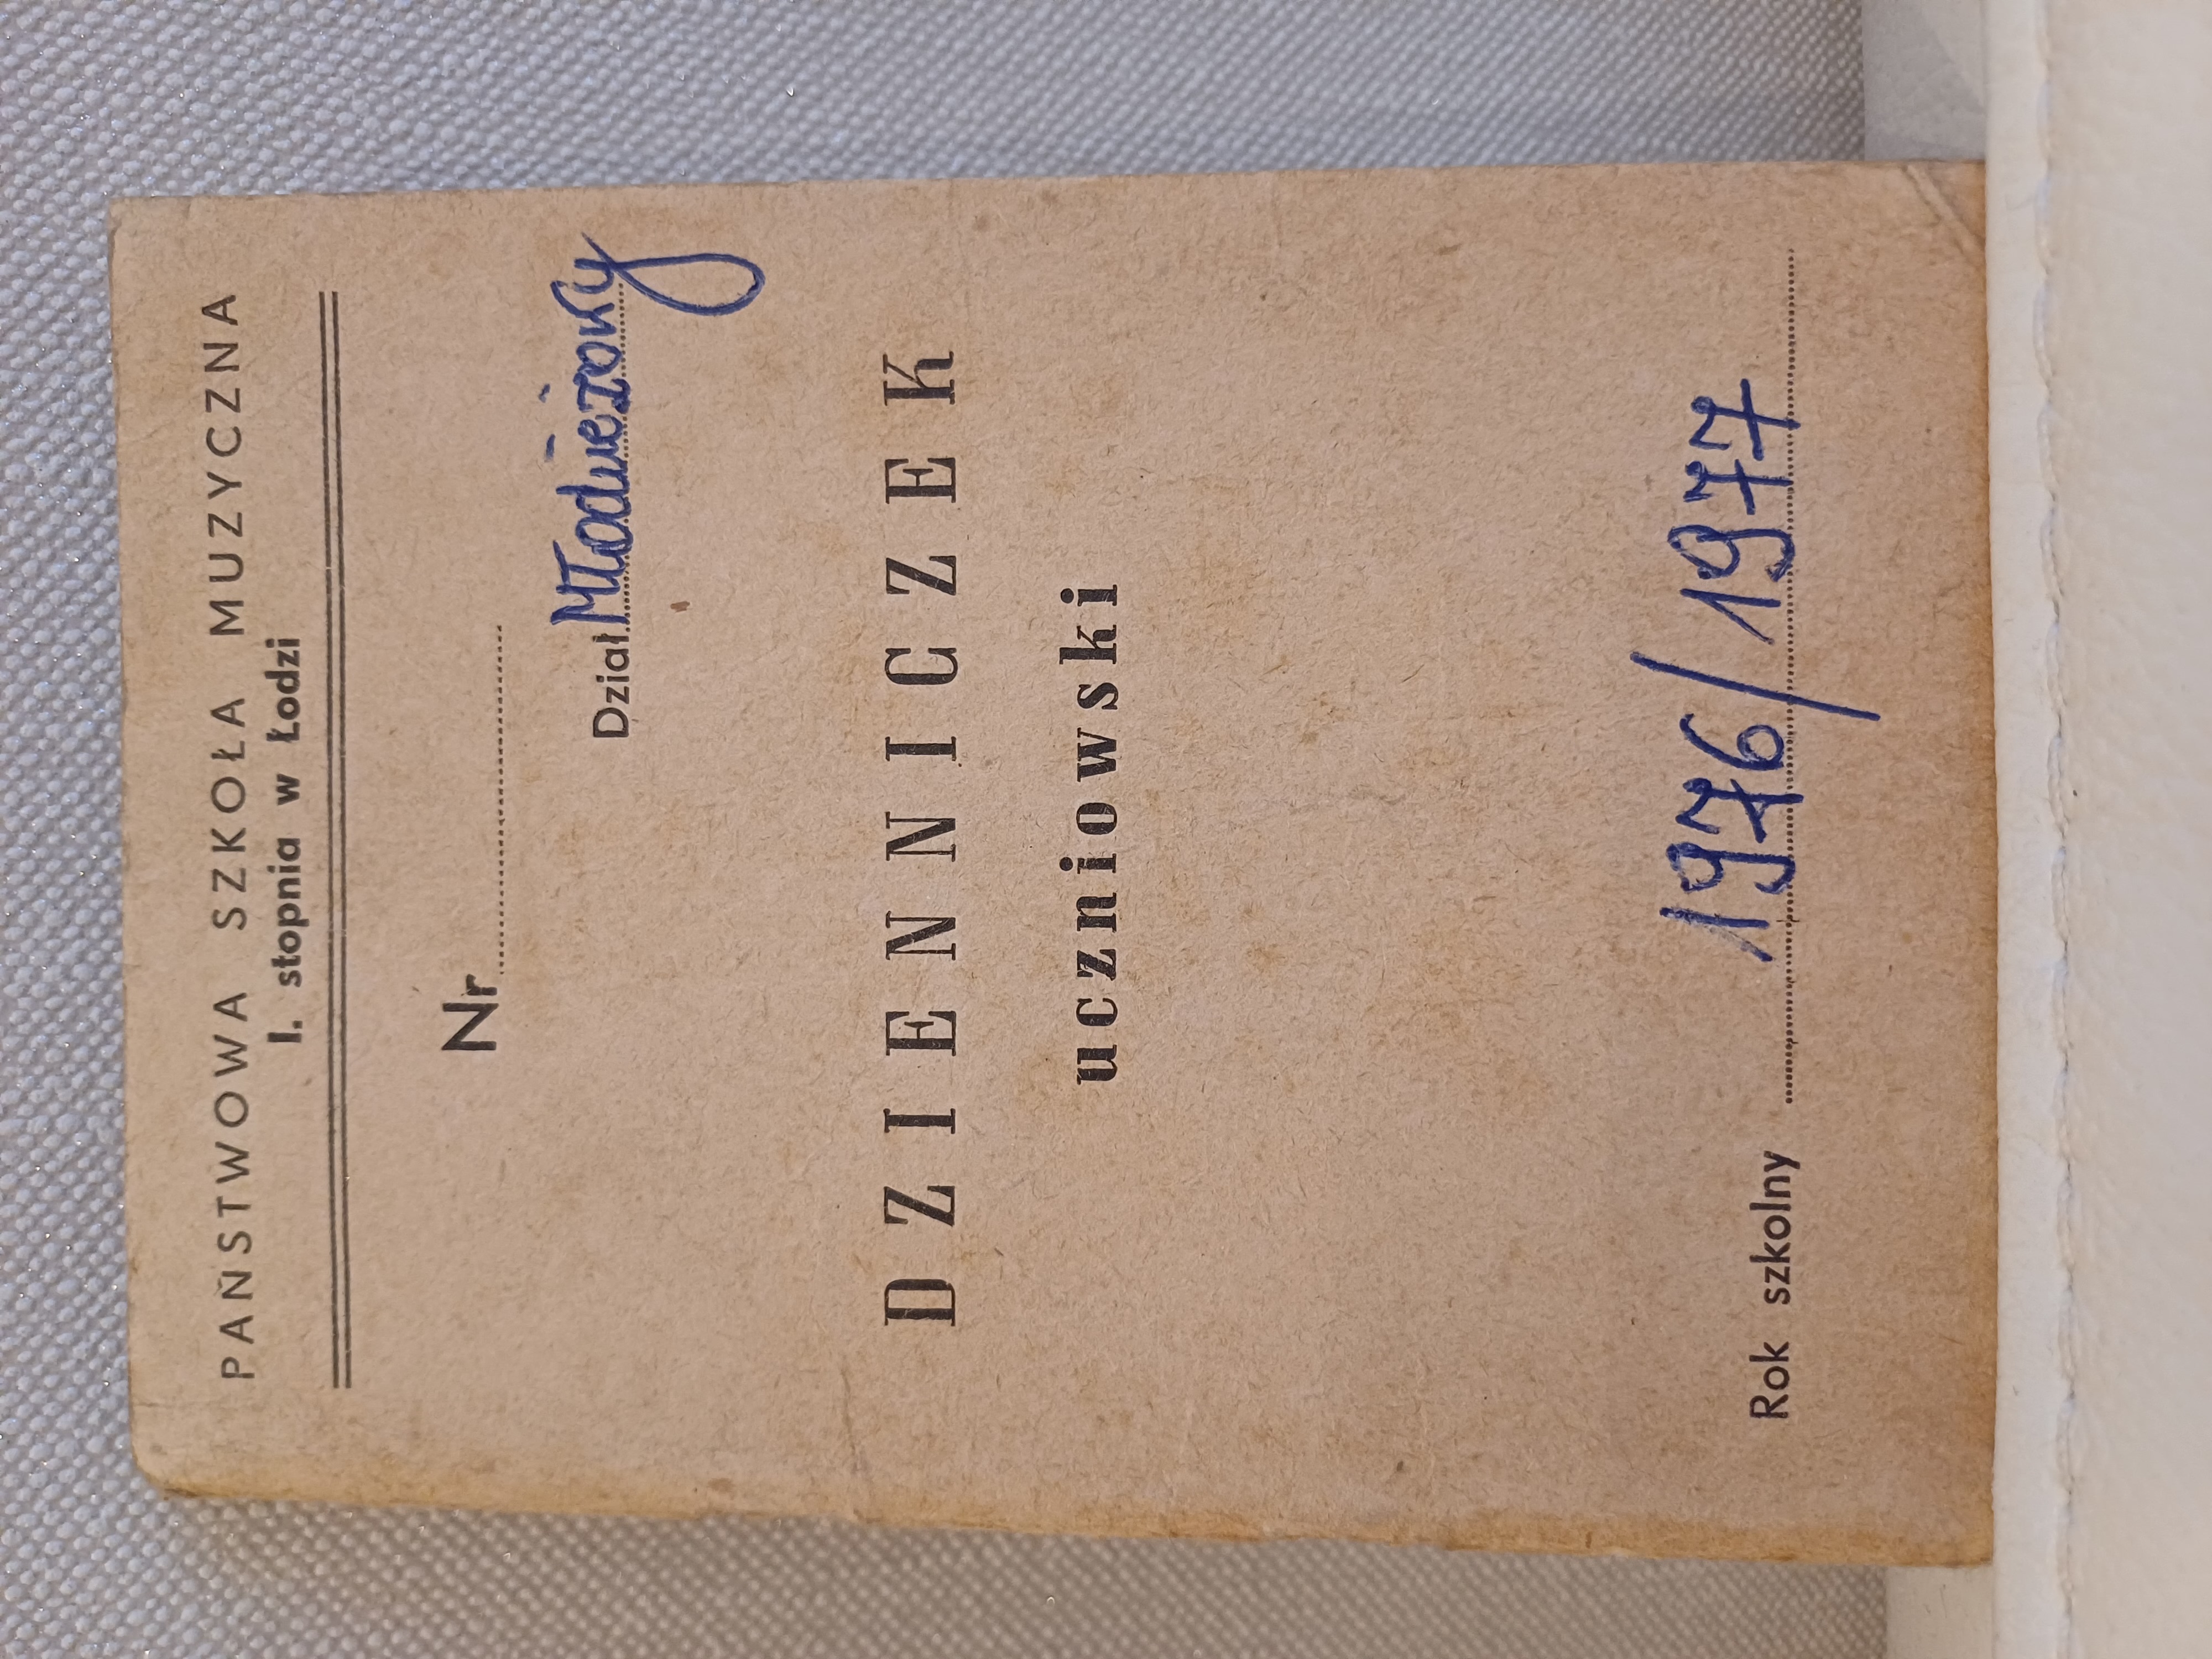 PAŃSTWOWA SZKOŁA MUZYCZNA
I. stopnia w Łodzi
Nr
Dział Młodzieżowy
DZIENNICZEK
uczniowski
Rok szkolny 1976/1977